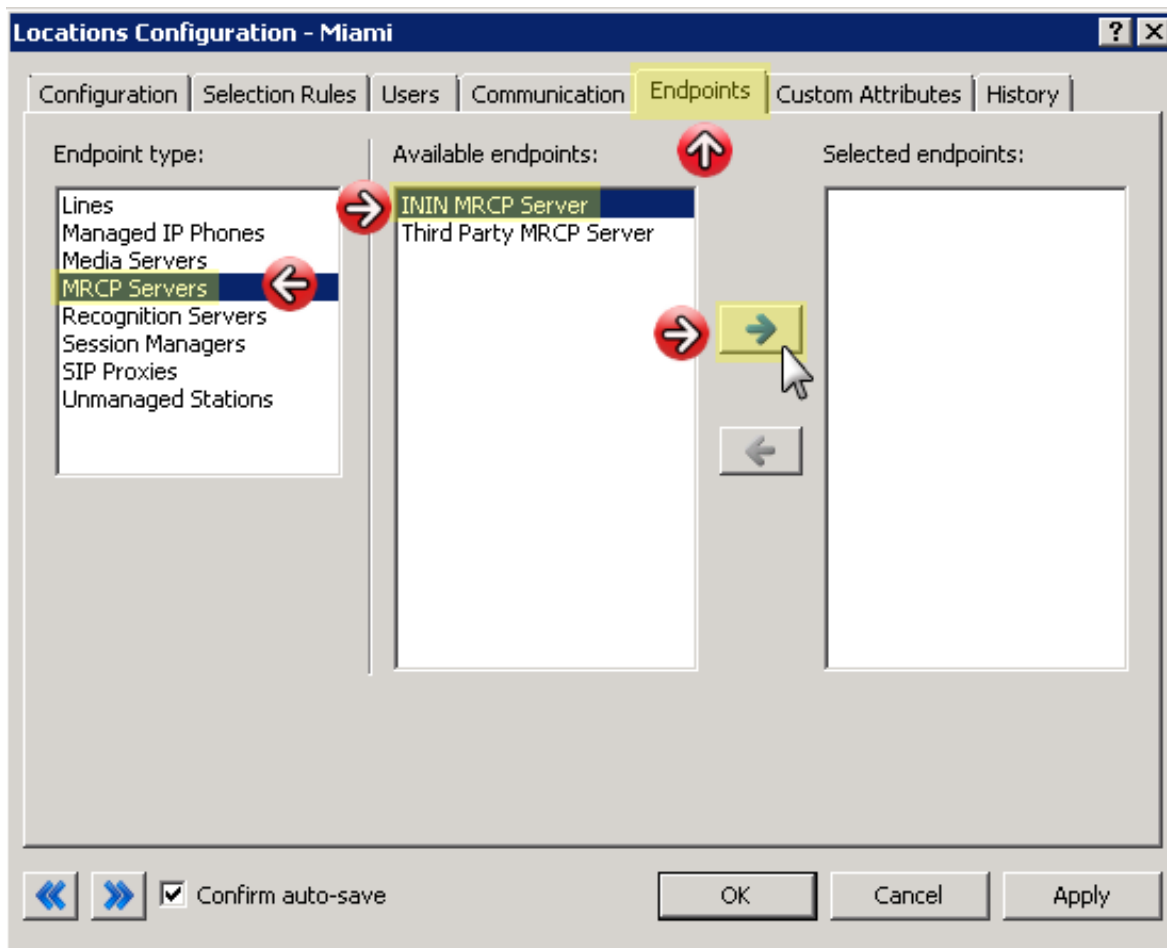 Locations Configuration - Miami
Configuration
Selection Rules
Users
Communication
Endpoints
Custom Attributes
History
Endpoint type:
Lines
Managed IP Phones
Media Servers
MRCP Servers
Recognition Servers
Session Managers
SIP Proxies
Unmanaged Stations
Available endpoints:
ININ MRCP Server
Third Party MRCP Server
Selected endpoints:
Confirm auto-save
OK
Cancel
Apply